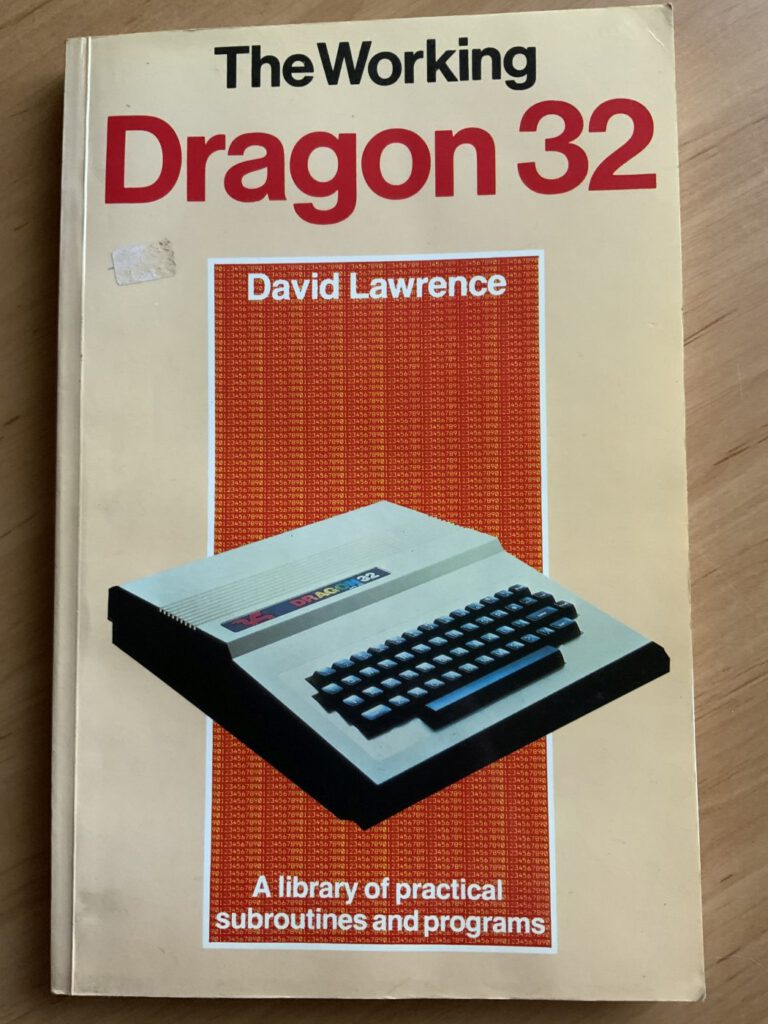 The Working
Dragon 32
David Lawrence
DRAGON 32
A library of practical
subroutines and programs